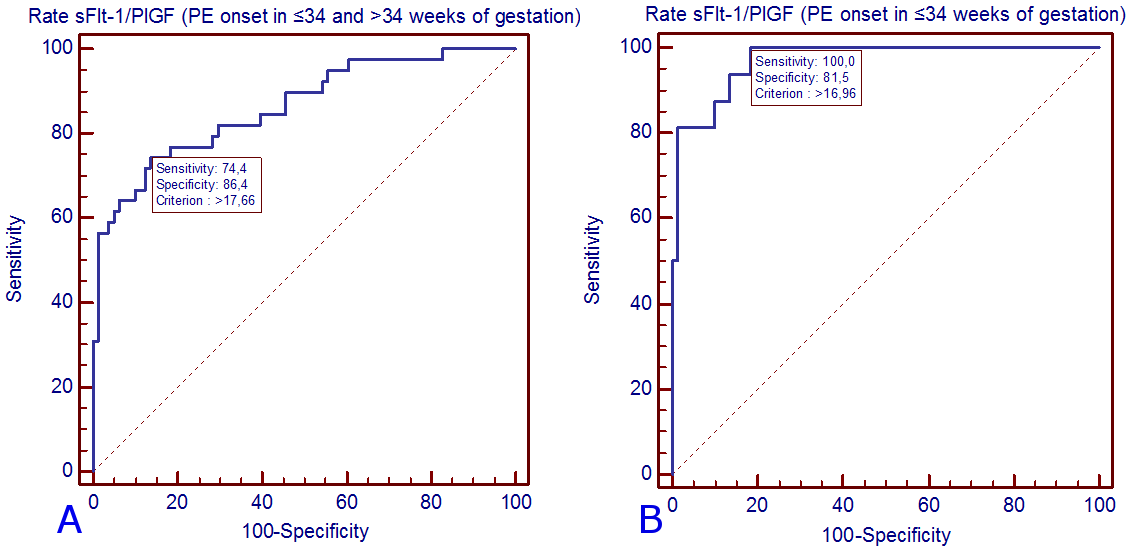 Rate sFlt-1/PlGF (PE onset in ≤34 and >34 weeks of gestation)
Sensitivity
100
80
60
40
20
0
Sensitivity: 74,4
Specificity: 86,4
Criterion : >17,66
0 20 40 60 80 100
100-Specificity
A
Rate sFlt-1/PlGF (PE onset in ≤34 weeks of gestation)
Sensitivity
100
80
60
40
20
0
Sensitivity: 100,0
Specificity: 81,5
Criterion : >16,96
0 20 40 60 80 100
100-Specificity
B